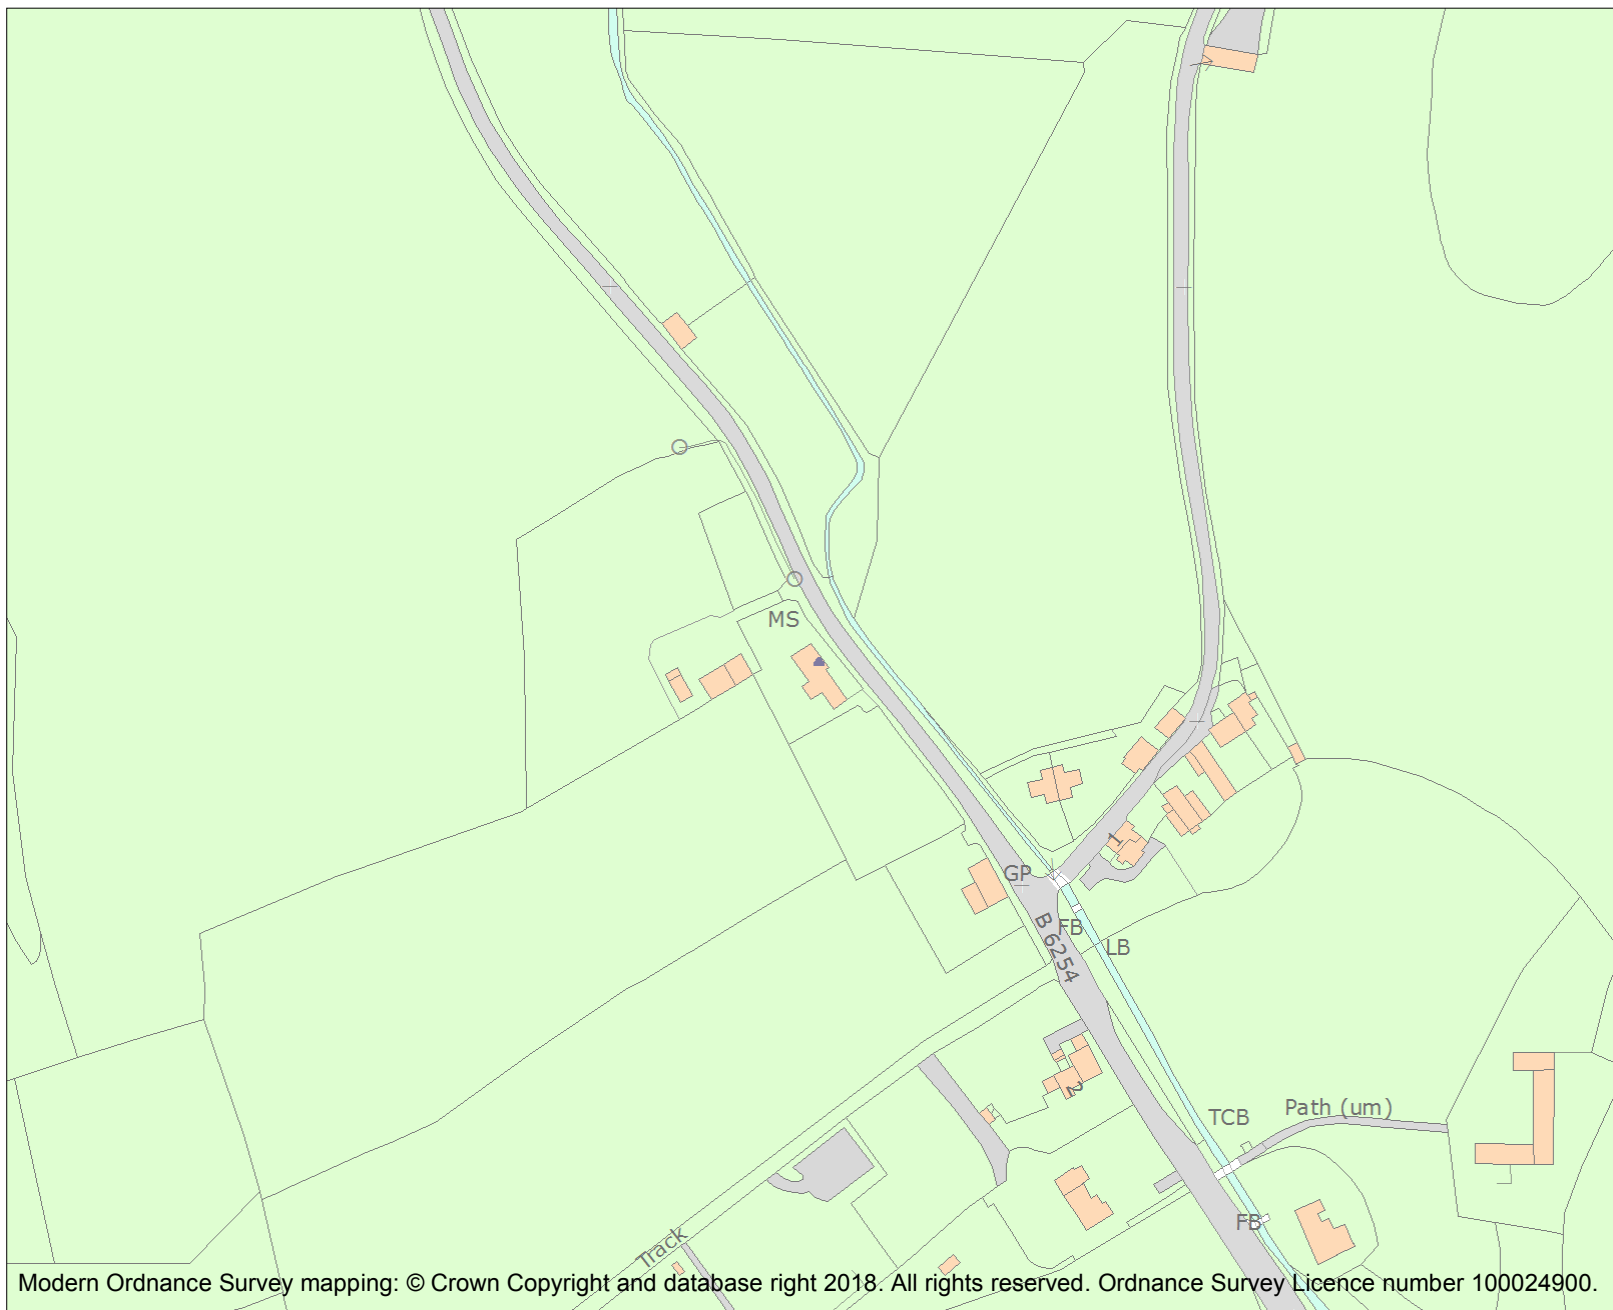 MS
1
GP
B 6254
FB
LB
2
TCB
Path (um)
FB
Track
Modern Ordnance Survey mapping: © Crown Copyright and database right 2018. All rights reserved. Ordnance Survey Licence number 100024900.